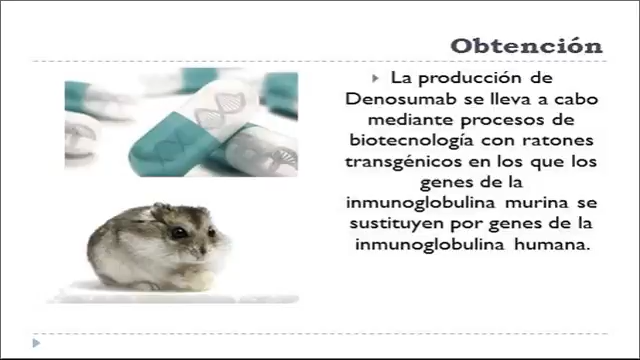 Obtención
La producción de
Denosumab se lleva a cabo
mediante procesos de
biotecnología con ratones
transgénicos en los que los
genes de la
inmunoglobulina murina se
sustituyen por genes de la
inmunoglobulina humana.